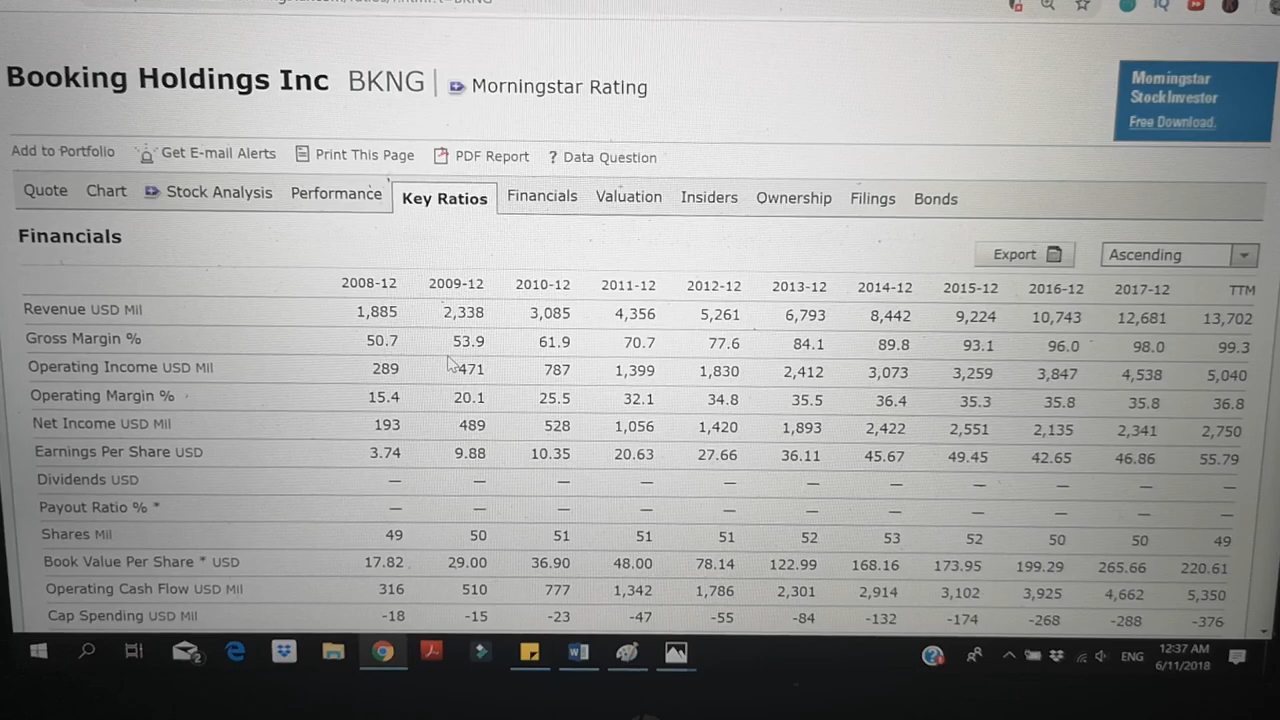 Booking Holdings Inc BKNG | Morningstar Rating
Morningstar
StockInvestor
Free Download.
Add to Portfolio Get E-mail Alerts Print This Page PDF Report ? Data Question
Quote Chart Stock Analysis Performance Key Ratios Financials Valuation Insiders Ownership Filings Bonds
Financials
Export Ascending
2008-12 2009-12 2010-12 2011-12 2012-12 2013-12 2014-12 2015-12 2016-12 2017-12 TTM
Revenue USD Mil 1,885 2,338 3,085 4,356 5,261 6,793 8,442 9,224 10,743 12,681 13,702
Gross Margin % 50.7 53.9 61.9 70.7 77.6 84.1 89.8 93.1 96.0 98.0 99.3
Operating Income USD Mil 289 471 787 1,399 1,830 2,412 3,073 3,259 3,847 4,538 5,040
Operating Margin % 15.4 20.1 25.5 32.1 34.8 35.5 36.4 35.3 35.8 35.8 36.8
Net Income USD Mil 193 489 528 1,056 1,420 1,893 2,422 2,551 2,135 2,341 2,750
Earnings Per Share USD 3.74 9.88 10.35 20.63 27.66 36.11 45.67 49.45 42.65 46.86 55.79
Dividends USD — — — — — — — — — — —
Payout Ratio % * — — — — — — — — — — —
Shares Mil 49 50 51 51 51 52 53 52 50 50 49
Book Value Per Share * USD 17.82 29.00 36.90 48.00 78.14 122.99 168.16 173.95 199.29 265.66 220.61
Operating Cash Flow USD Mil 316 510 777 1,342 1,786 2,301 2,914 3,102 3,925 4,662 5,350
Cap Spending USD Mil -18 -15 -23 -47 -55 -84 -132 -174 -268 -288 -376
ENG 12:37 AM
6/11/2018